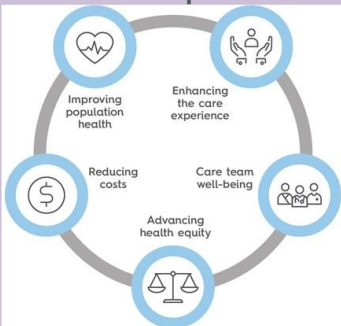 Improving
population
health
Enhancing
the care
experience
Reducing
costs
Care team
well-being
Advancing
health equity